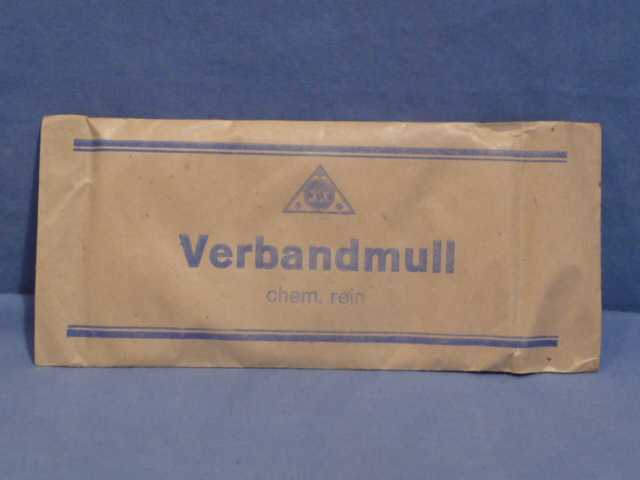 Verbandmull
chem. rein